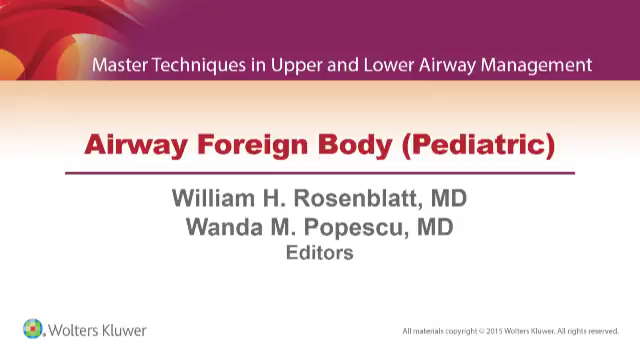 Master Techniques in Upper and Lower Airway Management
Airway Foreign Body (Pediatric)
William H. Rosenblatt, MD
Wanda M. Popescu, MD
Editors
Wolters Kluwer
All materials copyright © 2015 Wolters Kluwer. All rights reserved.